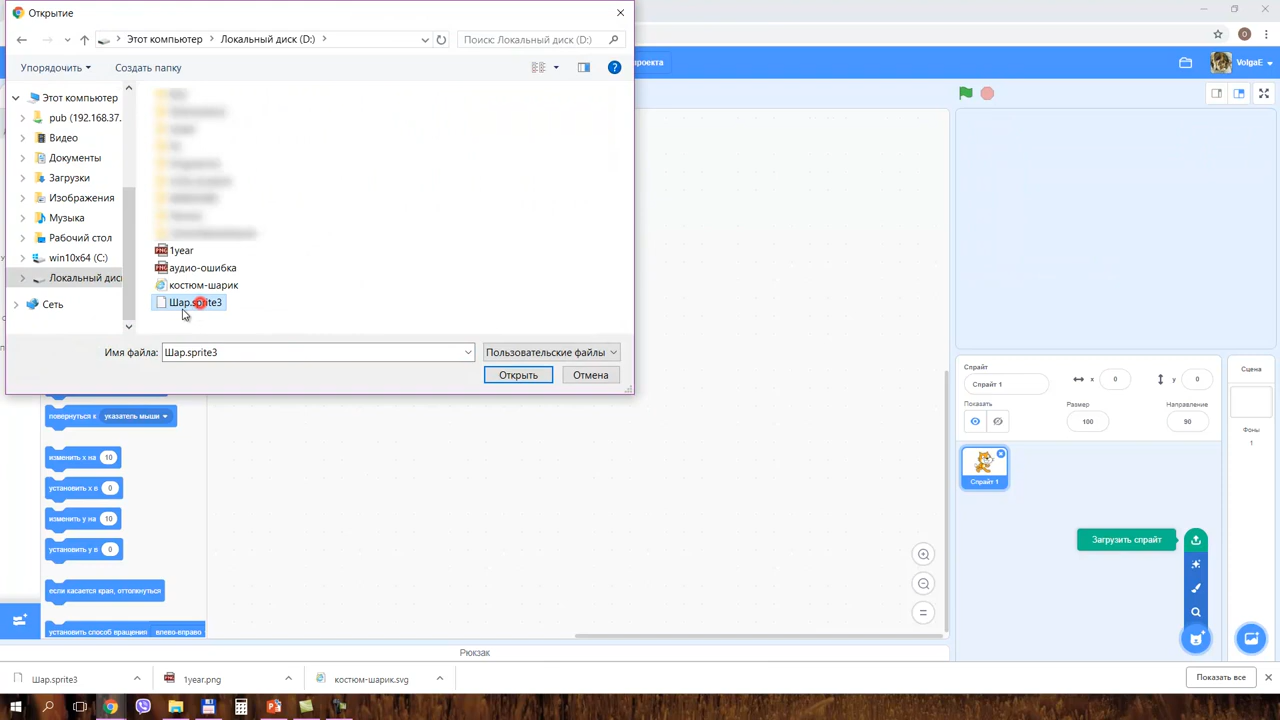 Открытие
Этот компьютер
Локальный диск (D:)
Поиск: Локальный диск (D:)
Упорядочить
Создать папку
проекта
VolgaE
Этот компьютер
pub (192.168.37.
Видео
Документы
Загрузки
Изображения
Музыка
Рабочий стол
win10x64 (C:)
Локальный диск
Сеть
1year
аудио-ошибка
костюм-шарик
Шар.sprite3
Имя файла:
Шар.sprite3
Пользовательские файлы
Открыть
Отмена
повернуться к указатель мыши
изменить х на 10
установить х в 0
изменить у на 10
установить у в 0
если касается края, оттолкнуться
установить способ вращения влево-вправо
Спрайт
Спрайт 1
x 0
y 0
Показать
Размер
100
Направление
90
Спрайт 1
Сцена
Фоны
1
Загрузить спрайт
Рюкзак
Шар.sprite3
1year.png
костюм-шарик.svg
Показать все